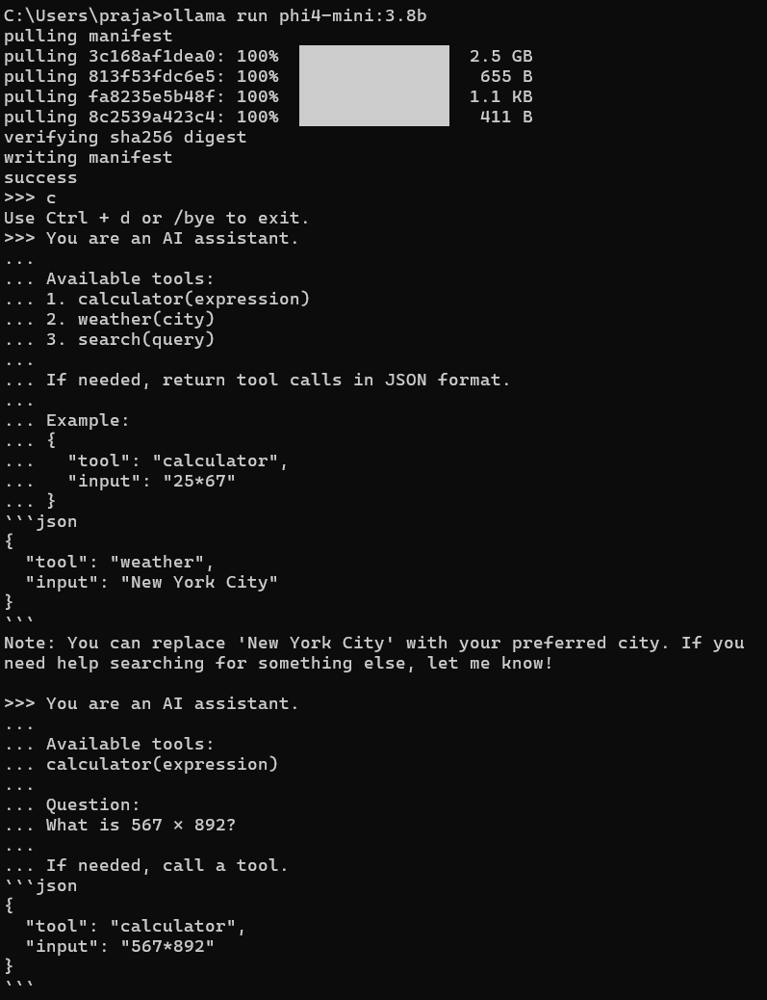 C:\Users\praja>ollama run phi4-mini:3.8b
pulling manifest
pulling 3c168af1dea0: 100% 2.5 GB
pulling 813f53fdc6e5: 100% 655 B
pulling fa8235e5b48f: 100% 1.1 KB
pulling 8c2539a423c4: 100% 411 B
verifying sha256 digest
writing manifest
success
>>> c
Use Ctrl + d or /bye to exit.
>>> You are an AI assistant.
...
... Available tools:
... 1. calculator(expression)
... 2. weather(city)
... 3. search(query)
...
... If needed, return tool calls in JSON format.
...
... Example:
... {
...   "tool": "calculator",
...   "input": "25*67"
... }
```json
{
  "tool": "weather",
  "input": "New York City"
}
```
Note: You can replace 'New York City' with your preferred city. If you
need help searching for something else, let me know!

>>> You are an AI assistant.
...
... Available tools:
... calculator(expression)
...
... Question:
... What is 567 × 892?
...
... If needed, call a tool.
```json
{
  "tool": "calculator",
  "input": "567*892"
}
```